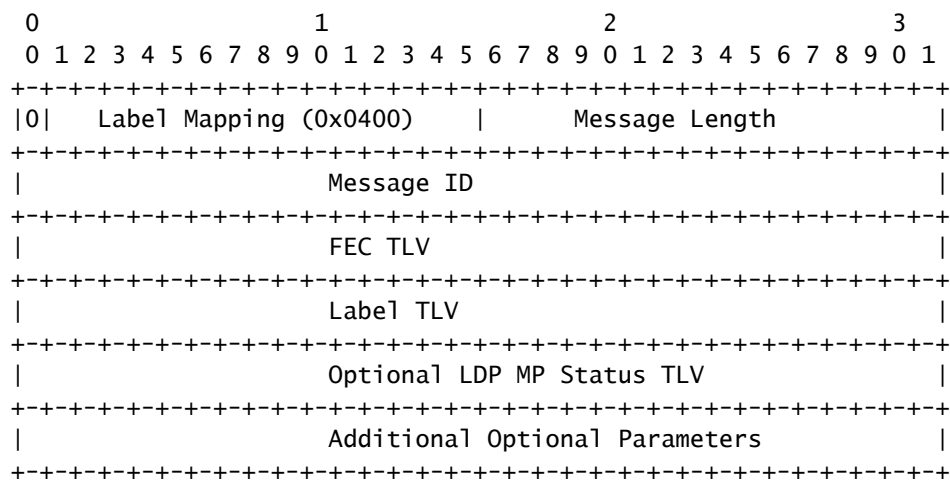 0                   1                   2                   3
0 1 2 3 4 5 6 7 8 9 0 1 2 3 4 5 6 7 8 9 0 1 2 3 4 5 6 7 8 9 0 1
+-+-+-+-+-+-+-+-+-+-+-+-+-+-+-+-+-+-+-+-+-+-+-+-+-+-+-+-+-+-+-+-+
|0|   Label Mapping (0x0400)    |      Message Length           |
+-+-+-+-+-+-+-+-+-+-+-+-+-+-+-+-+-+-+-+-+-+-+-+-+-+-+-+-+-+-+-+-+
|                     Message ID                                |
+-+-+-+-+-+-+-+-+-+-+-+-+-+-+-+-+-+-+-+-+-+-+-+-+-+-+-+-+-+-+-+-+
|                     FEC TLV                                   |
+-+-+-+-+-+-+-+-+-+-+-+-+-+-+-+-+-+-+-+-+-+-+-+-+-+-+-+-+-+-+-+-+
|                     Label TLV                                 |
+-+-+-+-+-+-+-+-+-+-+-+-+-+-+-+-+-+-+-+-+-+-+-+-+-+-+-+-+-+-+-+-+
|                     Optional LDP MP Status TLV                |
+-+-+-+-+-+-+-+-+-+-+-+-+-+-+-+-+-+-+-+-+-+-+-+-+-+-+-+-+-+-+-+-+
|                     Additional Optional Parameters            |
+-+-+-+-+-+-+-+-+-+-+-+-+-+-+-+-+-+-+-+-+-+-+-+-+-+-+-+-+-+-+-+-+